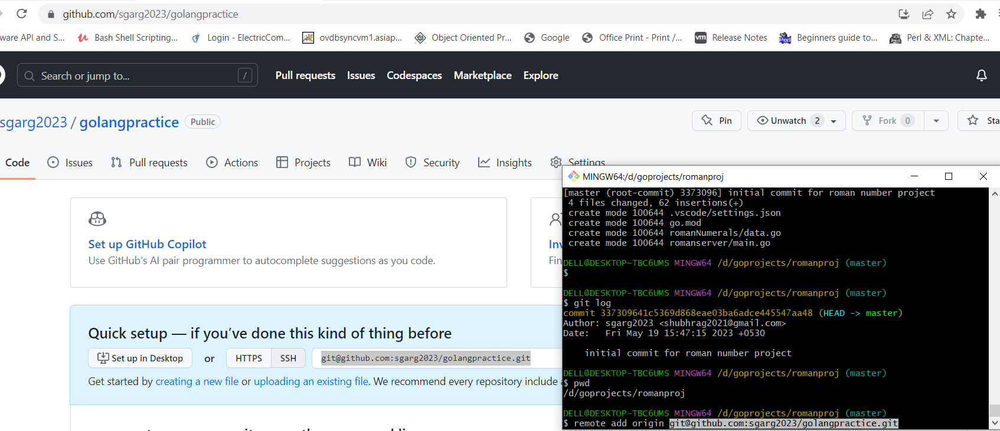 github.com/sgarg2023/golangpractice
ware API and S... Bash Shell Scripting... Login - ElectricCom... ovdbsyncvm1.asiap... Object Oriented Pr... Google Office Print - Print /... vm Release Notes Perl Beginners guide to... Perl & XML: Chapte...
Search or jump to... / Pull requests Issues Codespaces Marketplace Explore
sgarg2023 / golangpractice Public Pin Unwatch 2 Fork 0 Sta
Code Issues Pull requests Actions Projects Wiki Security Insights Settings
Set up GitHub Copilot
Use GitHub's AI pair programmer to autocomplete suggestions as you code.
Inv
Fin
Quick setup — if you've done this kind of thing before
Set up in Desktop or HTTPS SSH git@github.com:sgarg2023/golangpractice.git
Get started by creating a new file or uploading an existing file. We recommend every repository include
MINGW64:/d/goprojects/romanproj
[master (root-commit) 3373096] initial commit for roman number project
4 files changed, 62 insertions(+)
create mode 100644 .vscode/settings.json
create mode 100644 go.mod
create mode 100644 romanNumerals/data.go
create mode 100644 romanserver/main.go
DELL@DESKTOP-TBC6UMS MINGW64 /d/goprojects/romanproj (master)
$
DELL@DESKTOP-TBC6UMS MINGW64 /d/goprojects/romanproj (master)
$ git log
commit 337309641c5369d868eae03ba6adce445547aa48 (HEAD -> master)
Author: sgarg2023 <shubhrag2021@gmail.com>
Date: Fri May 19 15:47:15 2023 +0530
initial commit for roman number project
DELL@DESKTOP-TBC6UMS MINGW64 /d/goprojects/romanproj (master)
$ pwd
/d/goprojects/romanproj
DELL@DESKTOP-TBC6UMS MINGW64 /d/goprojects/romanproj (master)
$ remote add origin git@github.com:sgarg2023/golangpractice.git